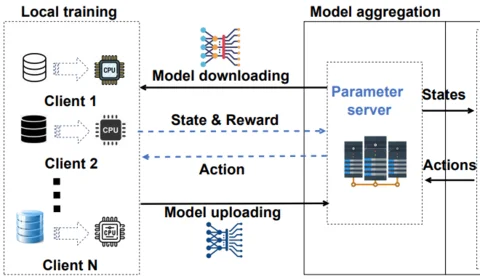 Local training
Model aggregation
CPU
Client 1
Model downloading
Parameter
server
States
CPU
State & Reward
Client 2
Action
Actions
CPU
Model uploading
Client N